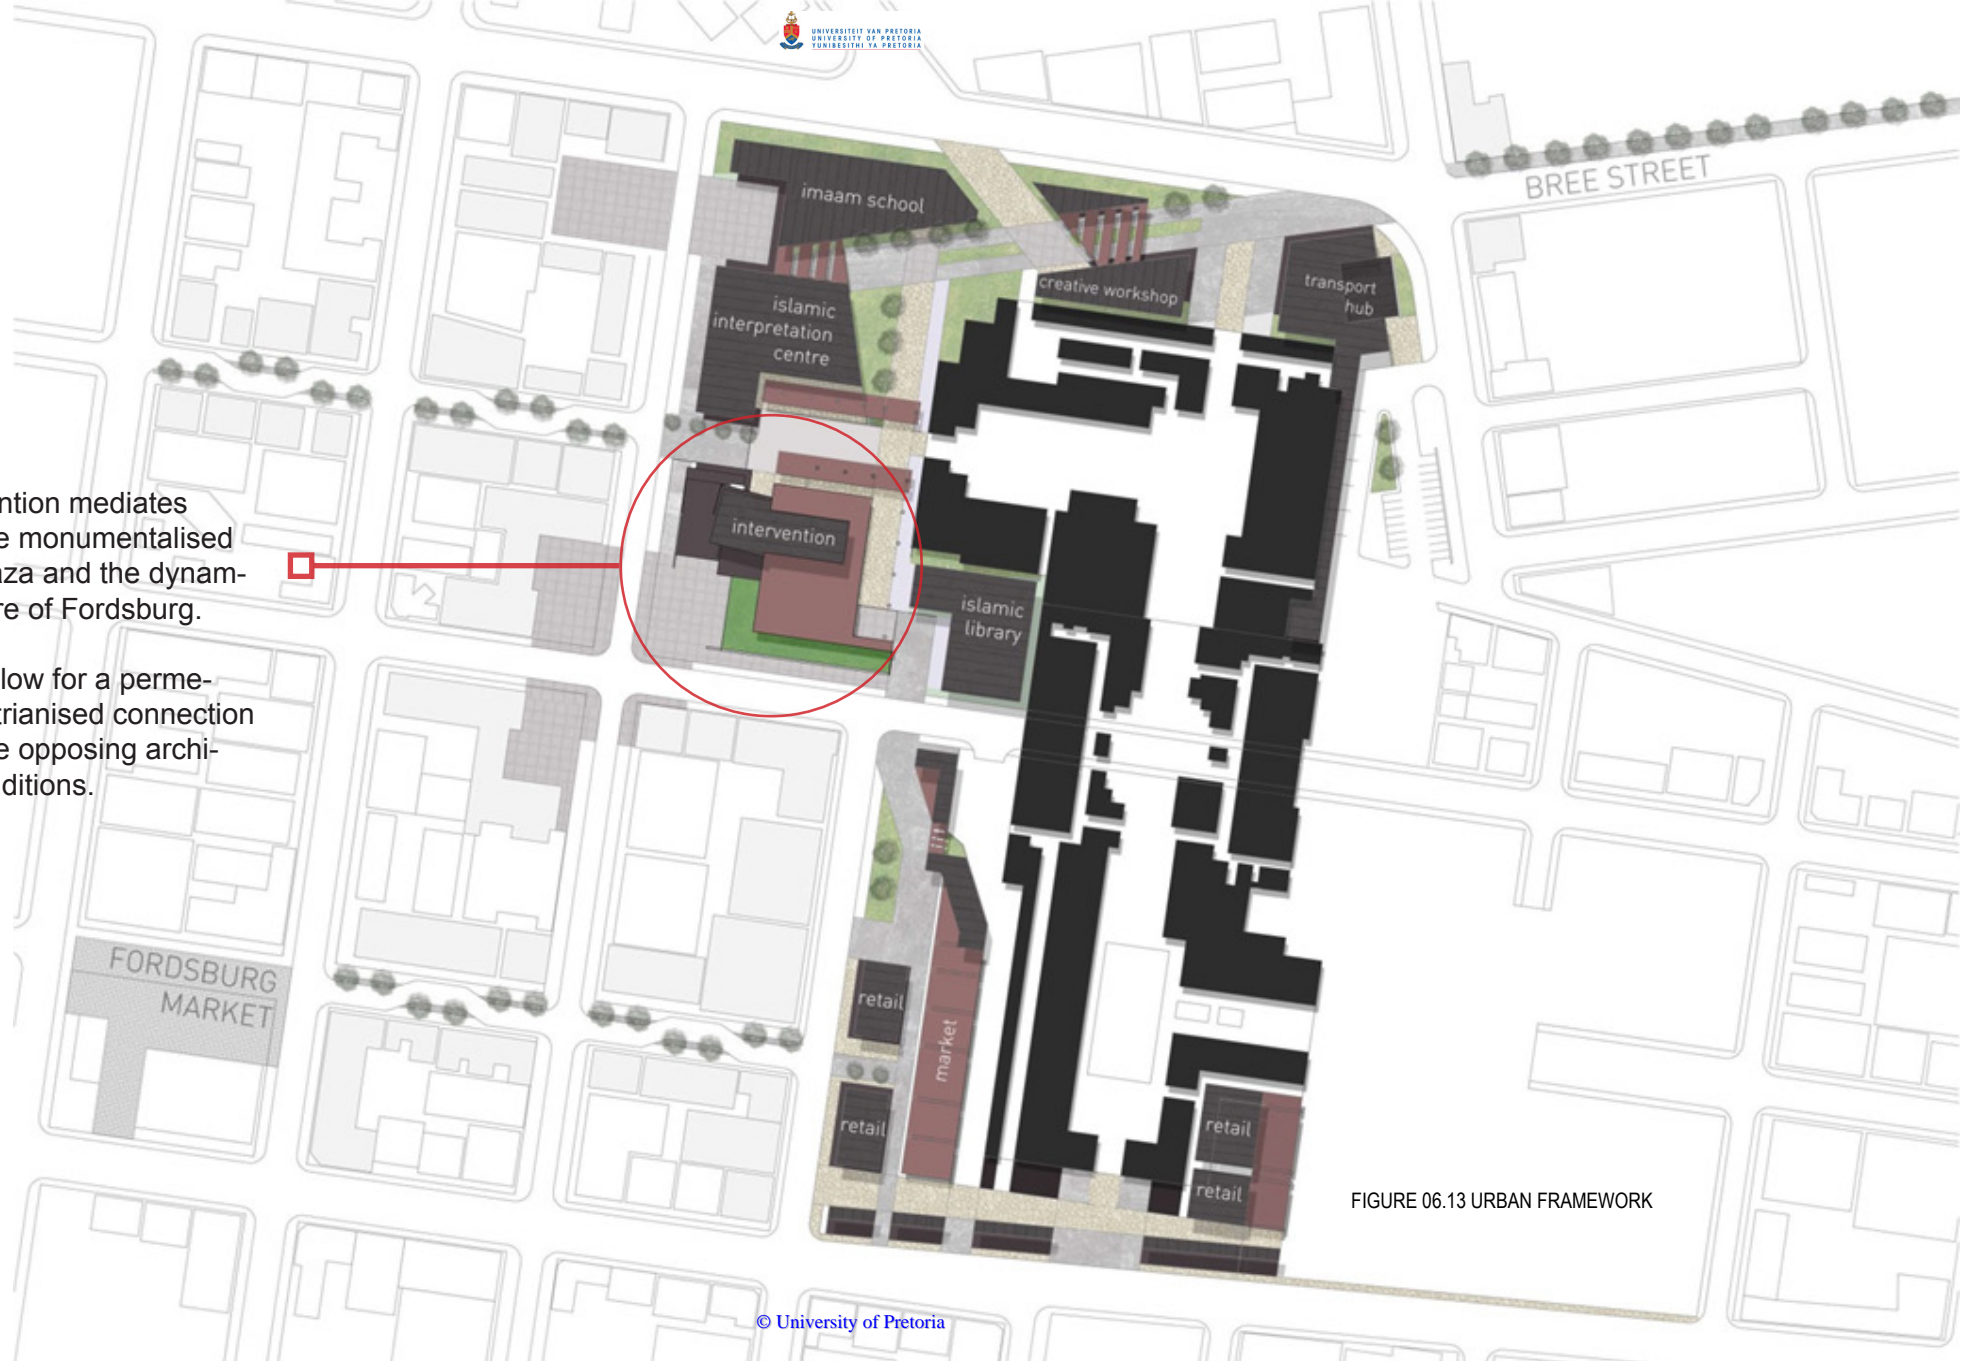 UNIVERSITEIT VAN PRETORIA
UNIVERSITY OF PRETORIA
YUNIBESITHI YA PRETORIA
BREE STREET
imaam school
creative workshop
transport
hub
islamic
interpretation
centre
ntion mediates
e monumentalised
aza and the dynam-
re of Fordsburg.
intervention
islamic
library
low for a perme-
trianised connection
e opposing archi-
ditions.
FORDSBURG
MARKET
retail
market
retail
retail
retail
FIGURE 06.13 URBAN FRAMEWORK
© University of Pretoria